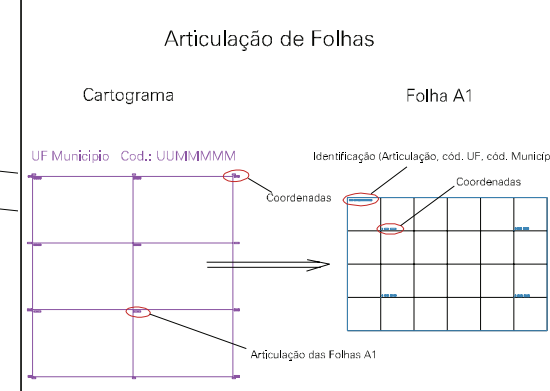 Articulação de Folhas
Cartograma
Folha A1
UF Municipio Cod.: UUMMMMM
Identificação (Articulação, cód. UF, cód. Municíp
Coordenadas
Coordenadas
Articulação das Folhas A1